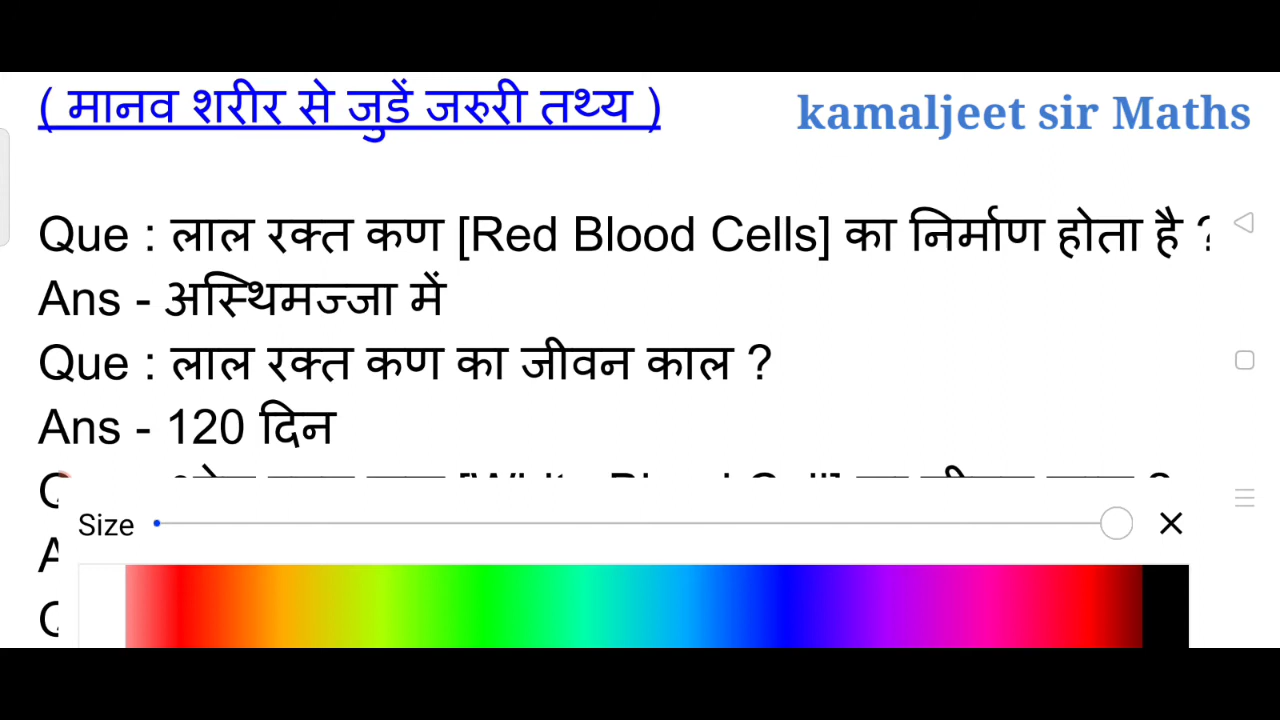 ( मानव शरीर से जुडें जरुरी तथ्य )
kamaljeet sir Maths
Que : लाल रक्त कण [Red Blood Cells] का निर्माण होता है ?
Ans - अस्थिमज्जा में
Que : लाल रक्त कण का जीवन काल ?
Ans - 120 दिन
Size